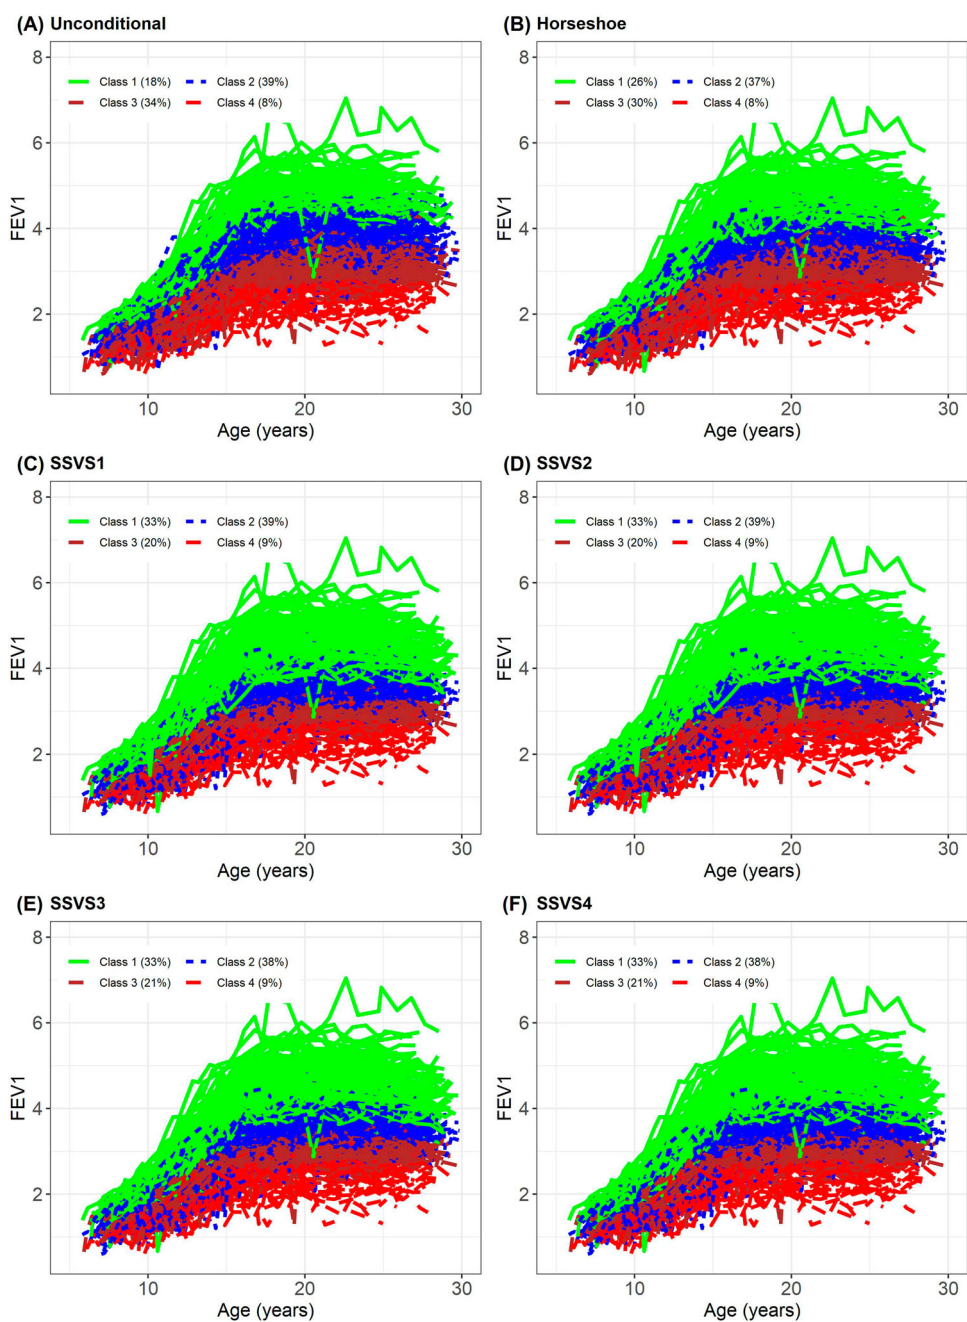 (A) Unconditional
8
6
4
2
FEV1
Class 1 (18%) Class 2 (39%)
Class 3 (34%) Class 4 (8%)
10 20 30
Age (years)
(B) Horseshoe
8
6
4
2
FEV1
Class 1 (26%) Class 2 (37%)
Class 3 (30%) Class 4 (8%)
10 20 30
Age (years)
(C) SSVS1
8
6
4
2
FEV1
Class 1 (33%) Class 2 (39%)
Class 3 (20%) Class 4 (9%)
10 20 30
Age (years)
(D) SSVS2
8
6
4
2
FEV1
Class 1 (33%) Class 2 (39%)
Class 3 (20%) Class 4 (9%)
10 20 30
Age (years)
(E) SSVS3
8
6
4
2
FEV1
Class 1 (33%) Class 2 (38%)
Class 3 (21%) Class 4 (9%)
10 20 30
Age (years)
(F) SSVS4
8
6
4
2
FEV1
Class 1 (33%) Class 2 (38%)
Class 3 (21%) Class 4 (9%)
10 20 30
Age (years)